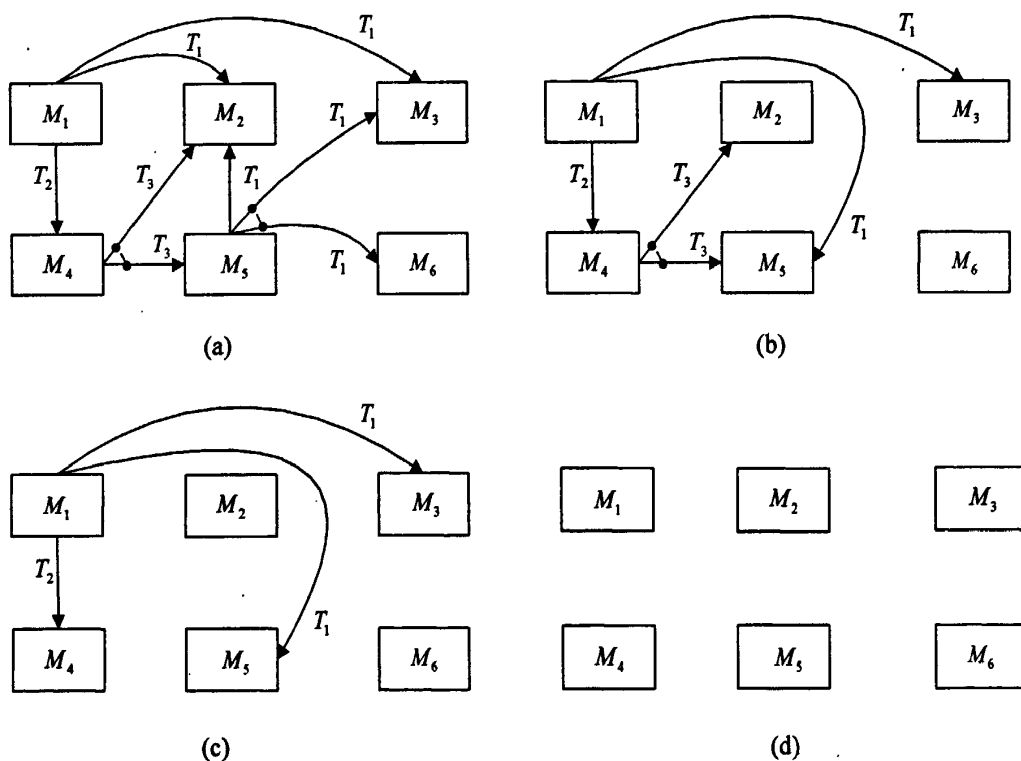 T₁
T₁
M₁ M₂ M₃
T₁
T₂ T₃ T₁
T₃
M₄ M₅ T₁ M₆
(a)
T₁
M₁ M₂ M₃
T₂ T₃
T₃ T₁
M₄ M₅ M₆
(b)
T₁
M₁ M₂ M₃
T₂
T₁
M₄ M₅ M₆
(c)
M₁ M₂ M₃
M₄ M₅ M₆
(d)